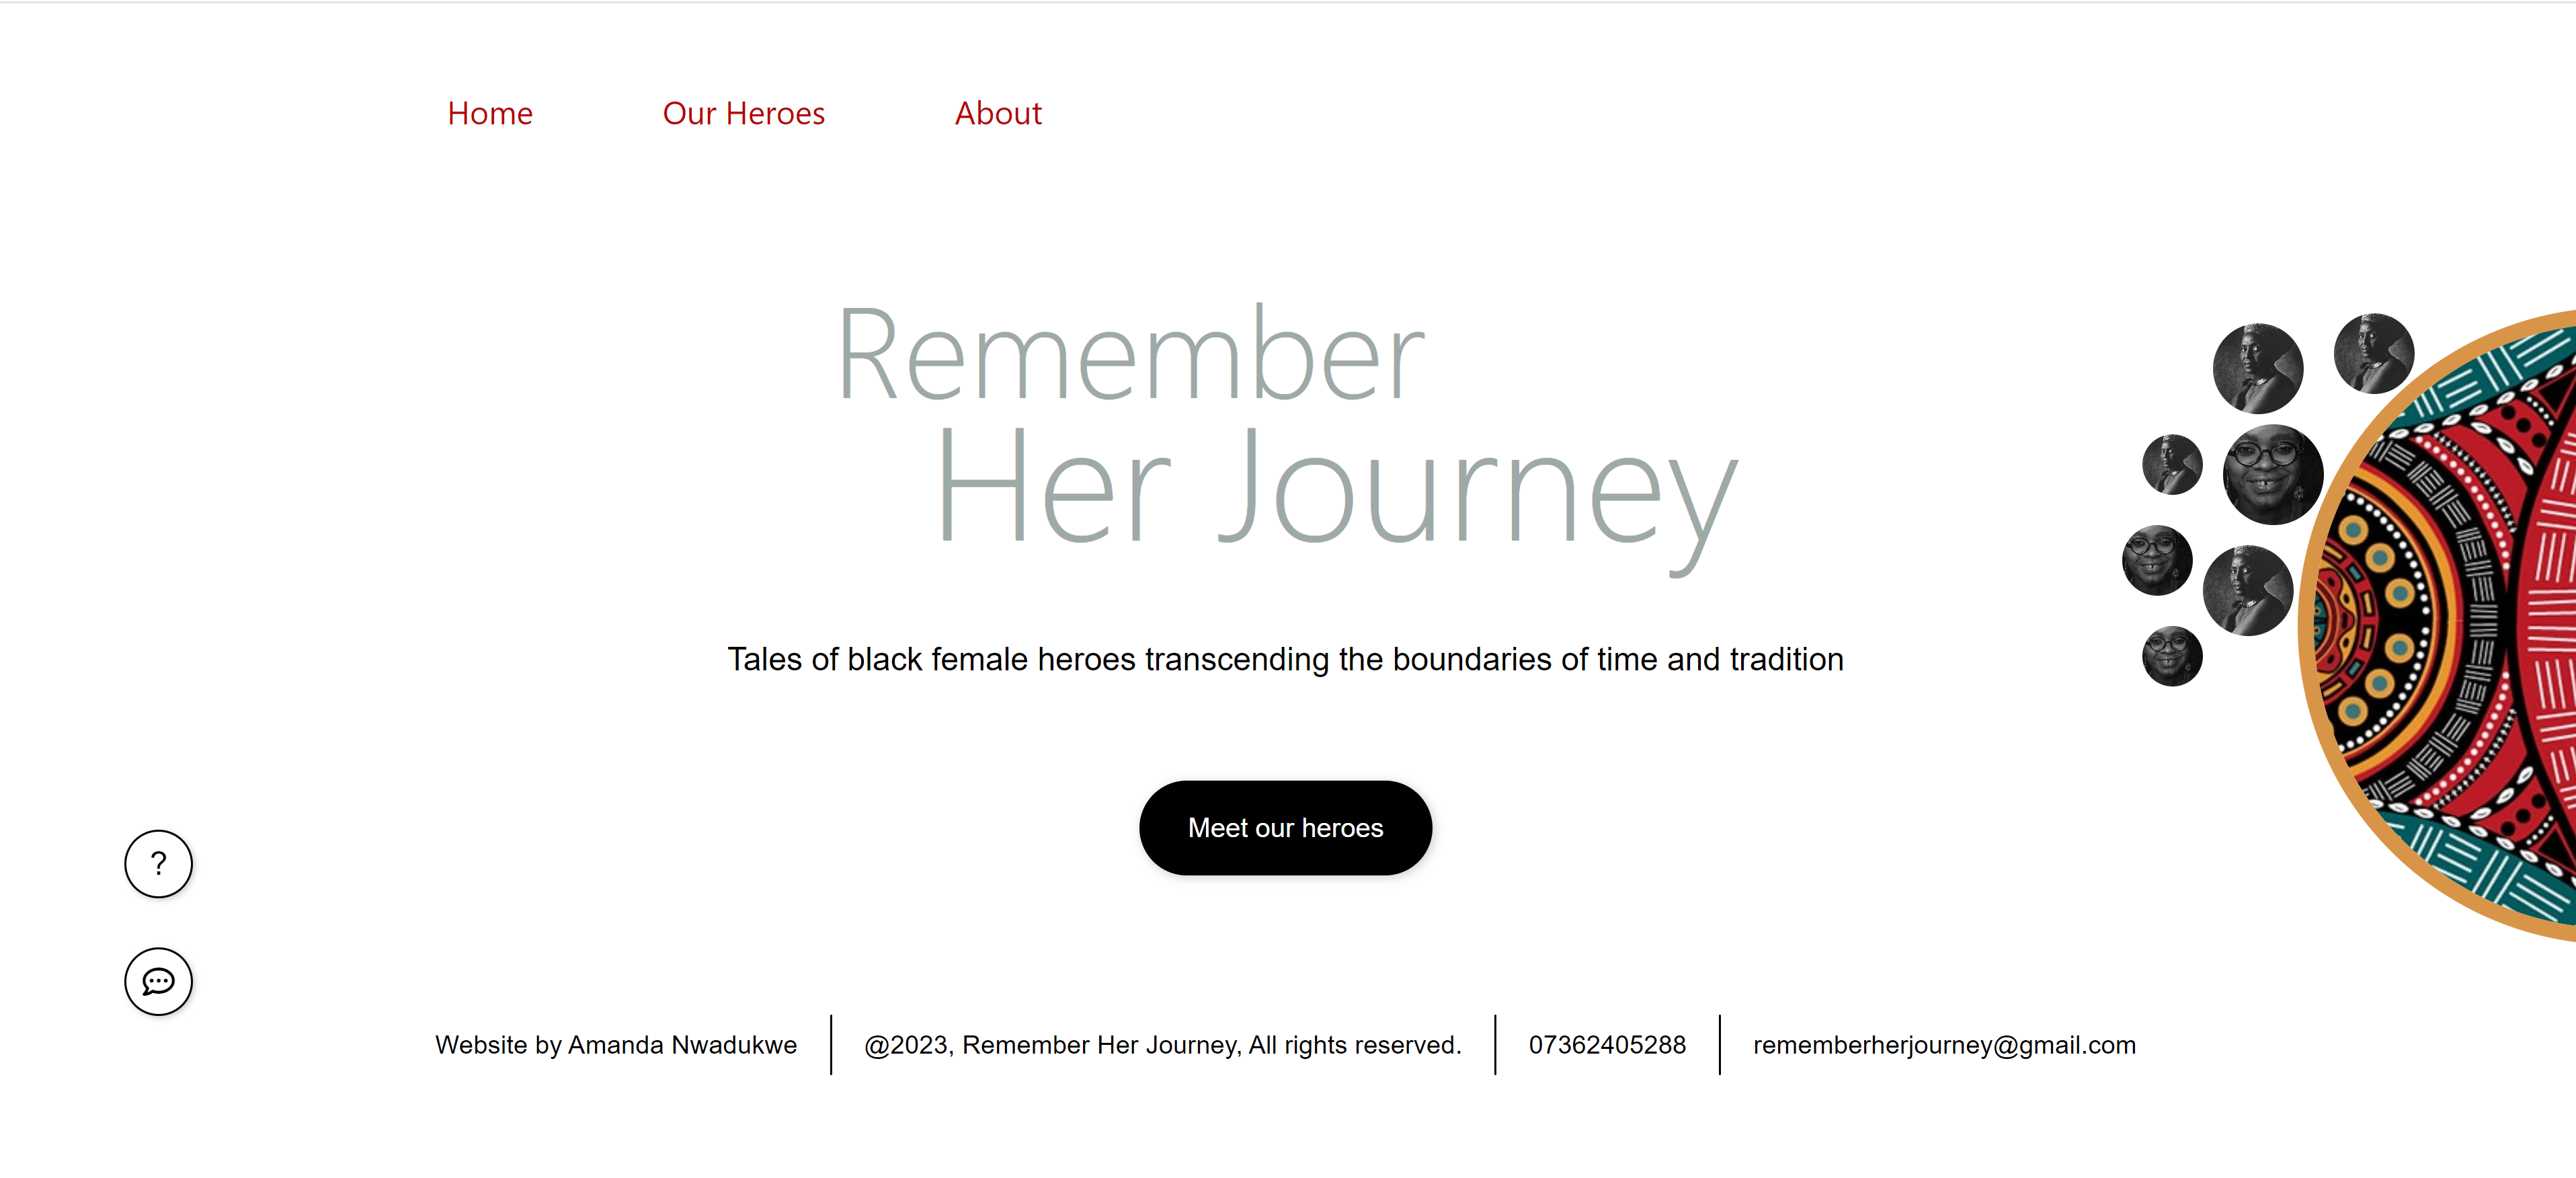 Home Our Heroes About
Remember
Her Journey
Tales of black female heroes transcending the boundaries of time and tradition
Meet our heroes
?
Website by Amanda Nwadukwe @2023, Remember Her Journey, All rights reserved. 07362405288 rememberherjourney@gmail.com